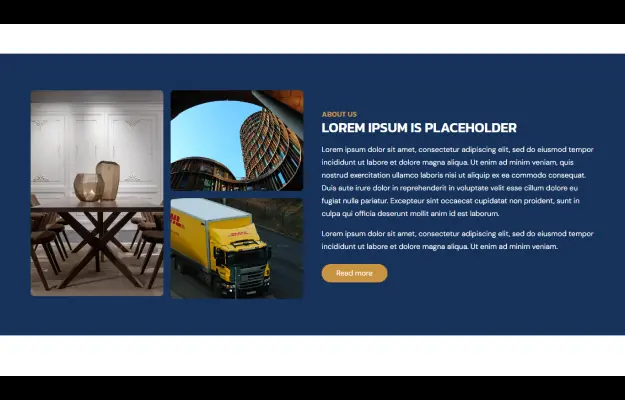 ABOUT US
LOREM IPSUM IS PLACEHOLDER
Lorem ipsum dolor sit amet, consectetur adipiscing elit, sed do eiusmod tempor
incididunt ut labore et dolore magna aliqua. Ut enim ad minim veniam, quis
nostrud exercitation ullamco laboris nisi ut aliquip ex ea commodo consequat.
Duis aute irure dolor in reprehenderit in voluptate velit esse cillum dolore eu
fugiat nulla pariatur. Excepteur sint occaecat cupidatat non proident, sunt in
culpa qui officia deserunt mollit anim id est laborum.
Lorem ipsum dolor sit amet, consectetur adipiscing elit, sed do eiusmod tempor
incididunt ut labore et dolore magna aliqua. Ut enim ad minim veniam.
Read more
DHL
DHL